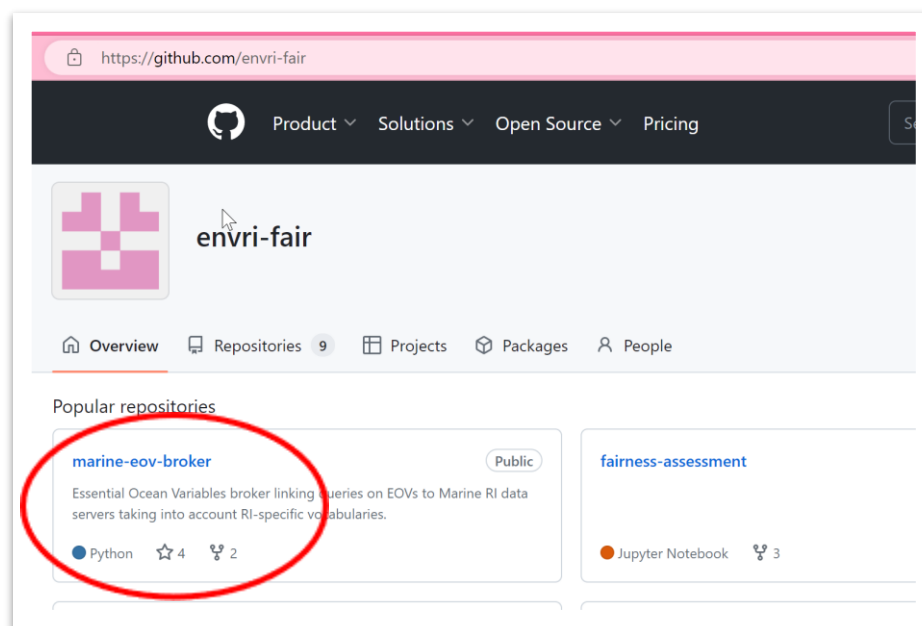 https://github.com/envri-fair
Product Solutions Open Source Pricing
envri-fair
Overview Repositories 9 Projects Packages People
Popular repositories
marine-eov-broker Public
Essential Ocean Variables broker linking queries on EOVs to Marine RI data
servers taking into account RI-specific vocabularies.
Python 4 2
fairness-assessment
Jupyter Notebook 3